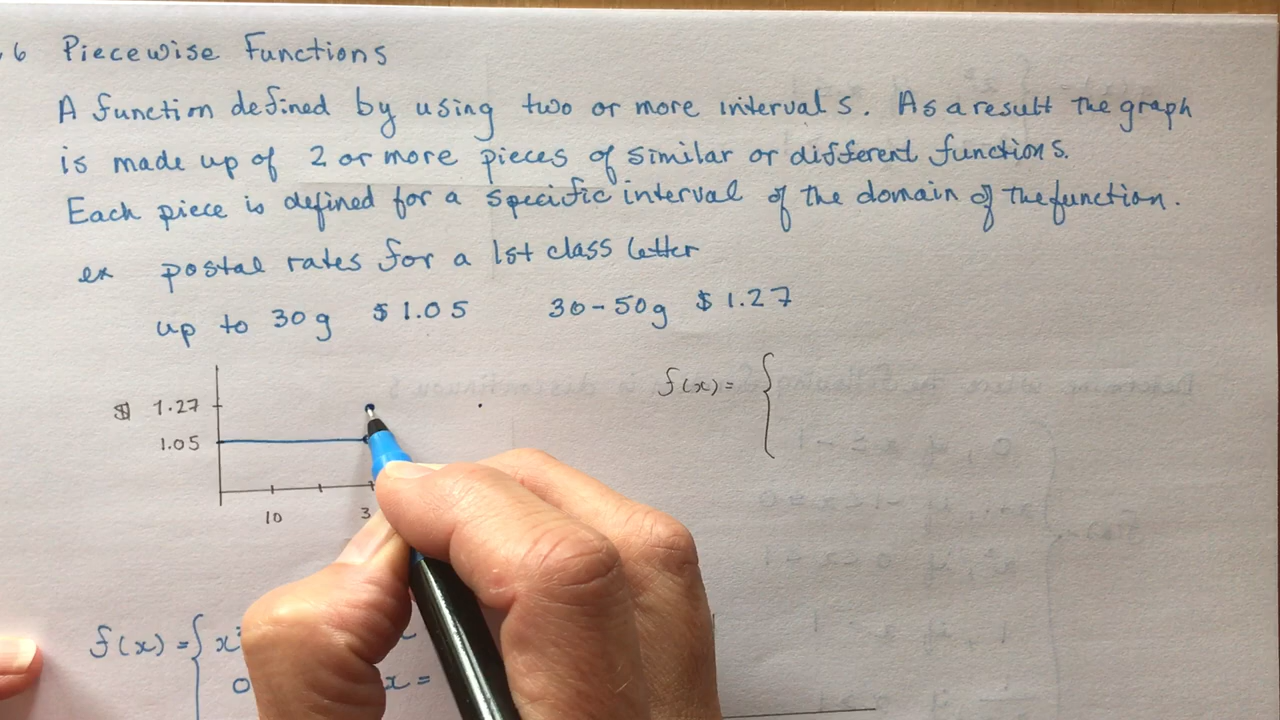 .6 Piecewise Functions
A function defined by using two or more intervals. As a result the graph
is made up of 2 or more pieces of similar or different functions.
Each piece is defined for a specific interval of the domain of the function.
ex postal rates for a 1st class letter
up to 30g $1.05 30-50g $1.27
f(x)= {
$ 1.27
1.05
10 3
f(x)= { x
0 x=